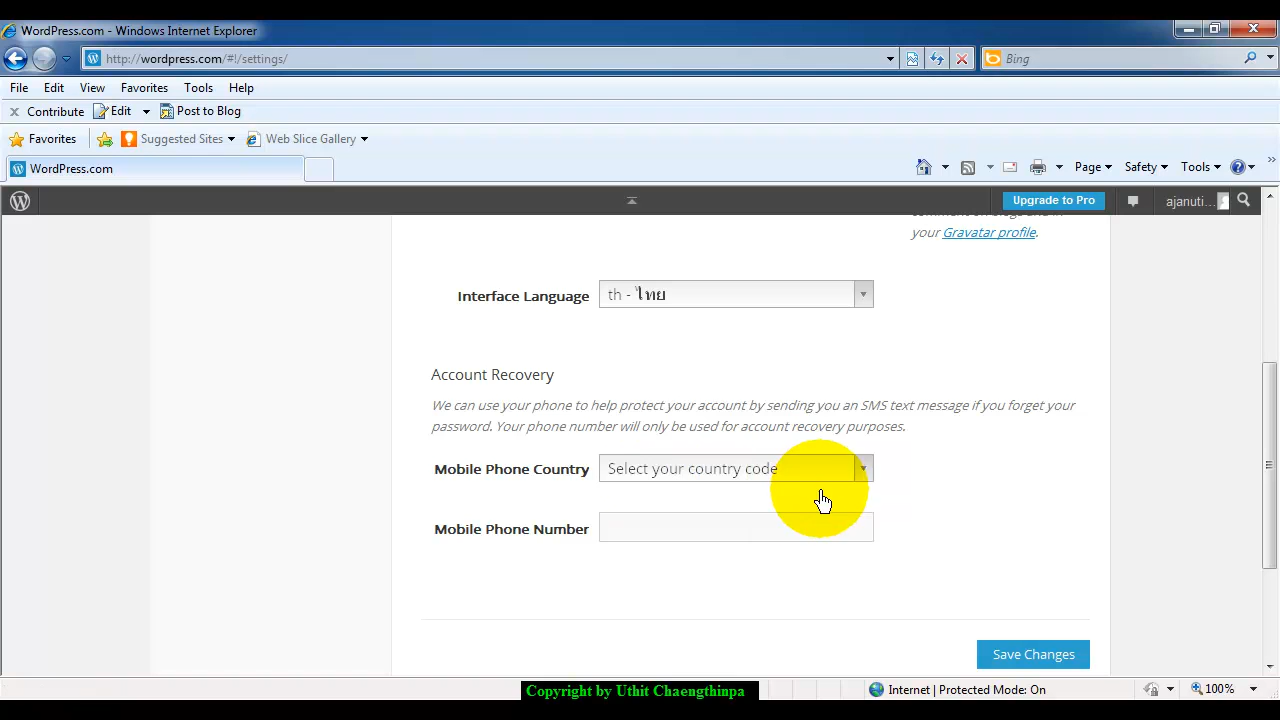 WordPress.com - Windows Internet Explorer
http://wordpress.com/#!/settings/
Bing
File Edit View Favorites Tools Help
Contribute Edit Post to Blog
Favorites Suggested Sites Web Slice Gallery
WordPress.com
Page Safety Tools
Upgrade to Pro ajanuti...
comment on blogs and in
your Gravatar profile.
Interface Language th - ไทย
Account Recovery
We can use your phone to help protect your account by sending you an SMS text message if you forget your
password. Your phone number will only be used for account recovery purposes.
Mobile Phone Country Select your country code
Mobile Phone Number
Save Changes
Copyright by Uthit Chaengthinpa
Internet | Protected Mode: On
100%